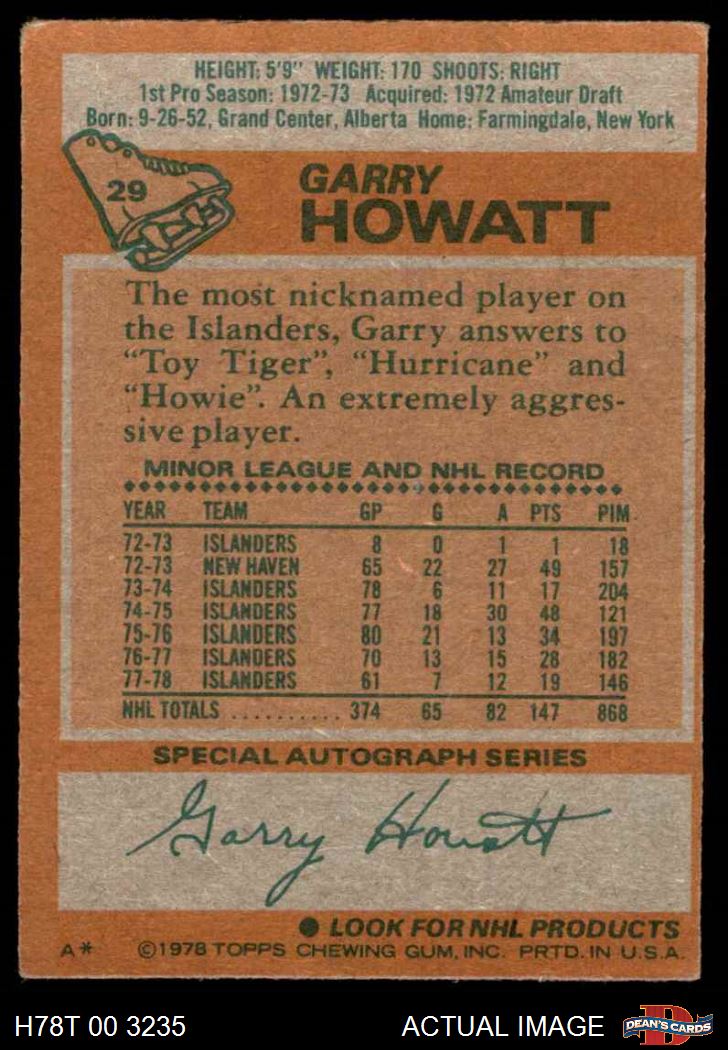 HEIGHT: 5'9" WEIGHT: 170 SHOOTS: RIGHT
1st Pro Season: 1972-73 Acquired: 1972 Amateur Draft
Born: 9-26-52, Grand Center, Alberta Home: Farmingdale, New York
29
GARRY
HOWATT
The most nicknamed player on
the Islanders, Garry answers to
"Toy Tiger", "Hurricane" and
"Howie". An extremely aggres-
sive player.
MINOR LEAGUE AND NHL RECORD
YEAR TEAM GP G A PTS PIM
72-73 ISLANDERS 8 0 1 1 18
72-73 NEW HAVEN 65 22 27 49 157
73-74 ISLANDERS 78 6 11 17 204
74-75 ISLANDERS 77 18 30 48 121
75-76 ISLANDERS 80 21 13 34 197
76-77 ISLANDERS 70 13 15 28 182
77-78 ISLANDERS 61 7 12 19 146
NHL TOTALS .......... 374 65 82 147 868
SPECIAL AUTOGRAPH SERIES
Garry Howatt
● LOOK FOR NHL PRODUCTS
A* ©1978 TOPPS CHEWING GUM, INC. PRTD. IN U.S.A.
H78T 00 3235 ACTUAL IMAGE D DEAN'S CARDS